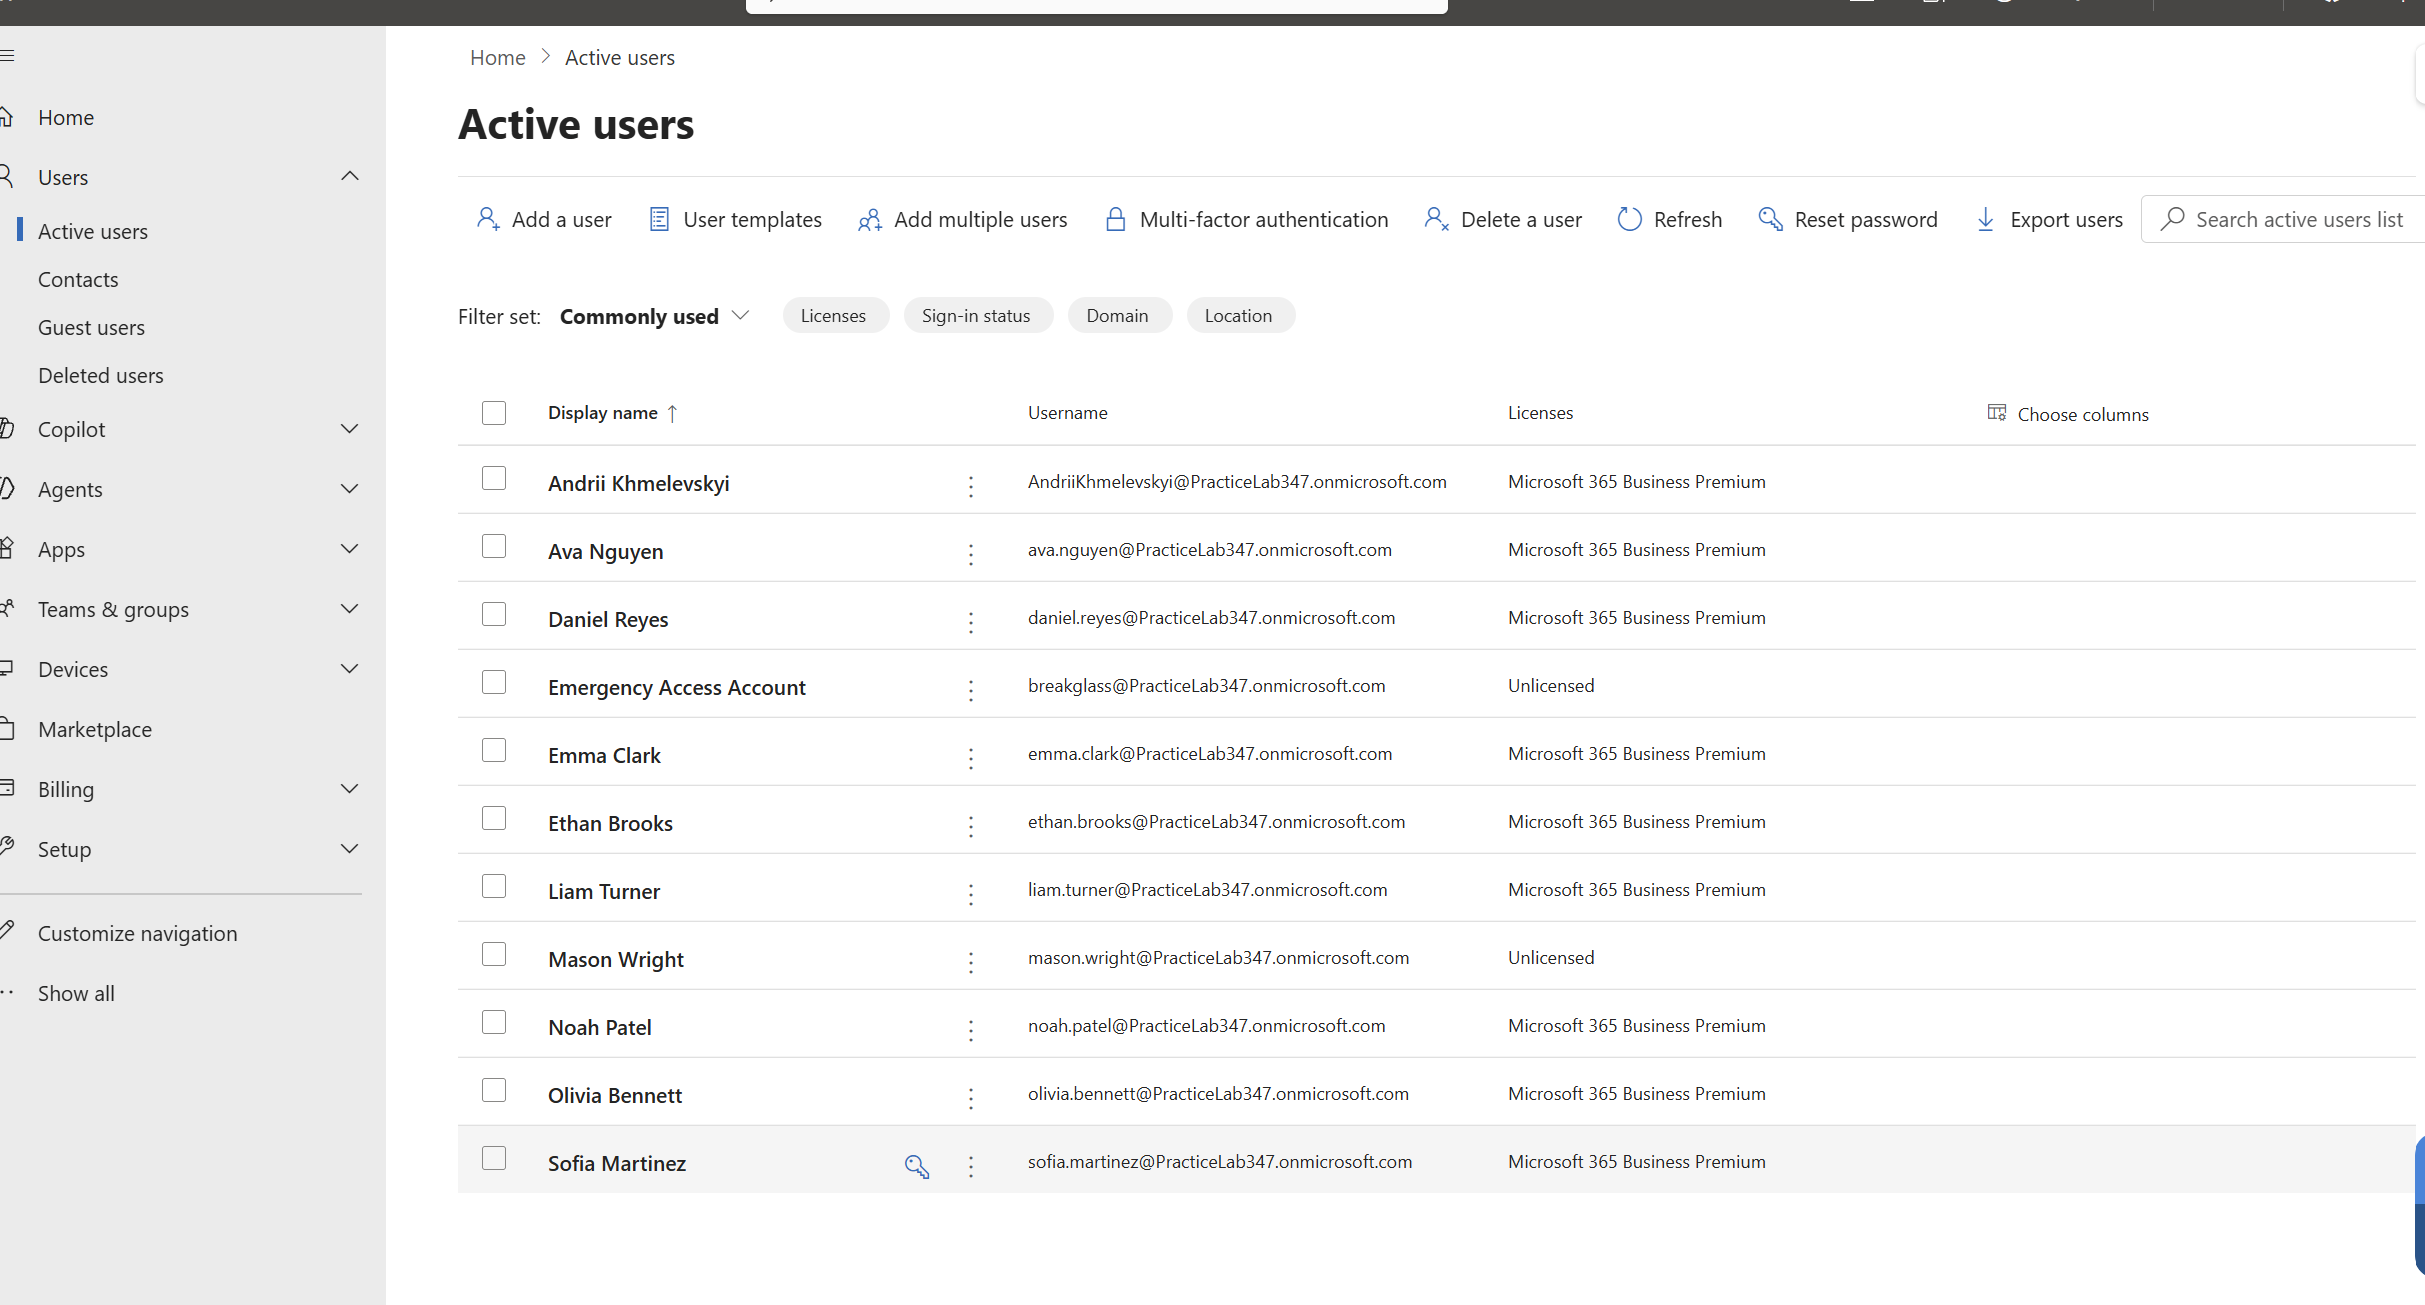 Home > Active users
Active users
Home
Users
Active users
Contacts
Guest users
Deleted users
Copilot
Agents
Apps
Teams & groups
Devices
Marketplace
Billing
Setup
Customize navigation
Show all
Add a user
User templates
Add multiple users
Multi-factor authentication
Delete a user
Refresh
Reset password
Export users
Search active users list
Filter set: Commonly used
Licenses
Sign-in status
Domain
Location
Display name ↑ Username Licenses Choose columns
Andrii Khmelevskyi AndriiKhmelevskyi@PracticeLab347.onmicrosoft.com Microsoft 365 Business Premium
Ava Nguyen ava.nguyen@PracticeLab347.onmicrosoft.com Microsoft 365 Business Premium
Daniel Reyes daniel.reyes@PracticeLab347.onmicrosoft.com Microsoft 365 Business Premium
Emergency Access Account breakglass@PracticeLab347.onmicrosoft.com Unlicensed
Emma Clark emma.clark@PracticeLab347.onmicrosoft.com Microsoft 365 Business Premium
Ethan Brooks ethan.brooks@PracticeLab347.onmicrosoft.com Microsoft 365 Business Premium
Liam Turner liam.turner@PracticeLab347.onmicrosoft.com Microsoft 365 Business Premium
Mason Wright mason.wright@PracticeLab347.onmicrosoft.com Unlicensed
Noah Patel noah.patel@PracticeLab347.onmicrosoft.com Microsoft 365 Business Premium
Olivia Bennett olivia.bennett@PracticeLab347.onmicrosoft.com Microsoft 365 Business Premium
Sofia Martinez sofia.martinez@PracticeLab347.onmicrosoft.com Microsoft 365 Business Premium